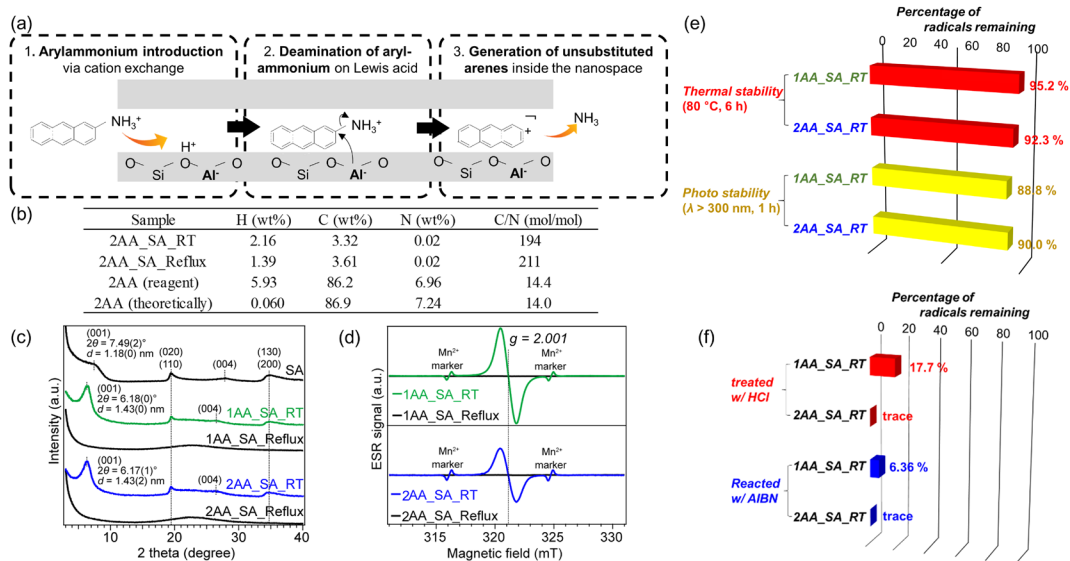 (a)
1. Arylammonium introduction
via cation exchange
2. Deamination of aryl-
ammonium on Lewis acid
3. Generation of unsubstituted
arenes inside the nanospace
NH₃⁺
H⁺
O
Si
O
Al⁻
O
NH₃⁺
O
Si
O
Al⁻
O
+
NH₃
O
Si
O
Al⁻
O
(b)
Sample H (wt%) C (wt%) N (wt%) C/N (mol/mol)
2AA_SA_RT 2.16 3.32 0.02 194
2AA_SA_Reflux 1.39 3.61 0.02 211
2AA (reagent) 5.93 86.2 6.96 14.4
2AA (theoretically) 0.060 86.9 7.24 14.0
(c)
Intensity (a.u.)
(001)
2θ = 7.49(2)°
d = 1.18(0) nm
(020)
(110)
(004)
(130)
(200)
SA
(001)
2θ = 6.18(0)°
d = 1.43(0) nm
(004)
1AA_SA_RT
1AA_SA_Reflux
(001)
2θ = 6.17(1)°
d = 1.43(2) nm
(004)
2AA_SA_RT
2AA_SA_Reflux
10 20 30 40
2 theta (degree)
(d)
ESR signal (a.u.)
g = 2.001
Mn²⁺
marker
Mn²⁺
marker
1AA_SA_RT
1AA_SA_Reflux
Mn²⁺
marker
Mn²⁺
marker
2AA_SA_RT
2AA_SA_Reflux
315 320 325 330
Magnetic field (mT)
(e)
Percentage of
radicals remaining
0 20 40 60 80 100
Thermal stability
(80 °C, 6 h)
1AA_SA_RT
95.2 %
2AA_SA_RT
92.3 %
Photo stability
(λ > 300 nm, 1 h)
1AA_SA_RT
88.8 %
2AA_SA_RT
90.0 %
(f)
Percentage of
radicals remaining
0 20 40 60 80 100
treated
w/ HCl
1AA_SA_RT
17.7 %
2AA_SA_RT
trace
Reacted
w/ AIBN
1AA_SA_RT
6.36 %
2AA_SA_RT
trace